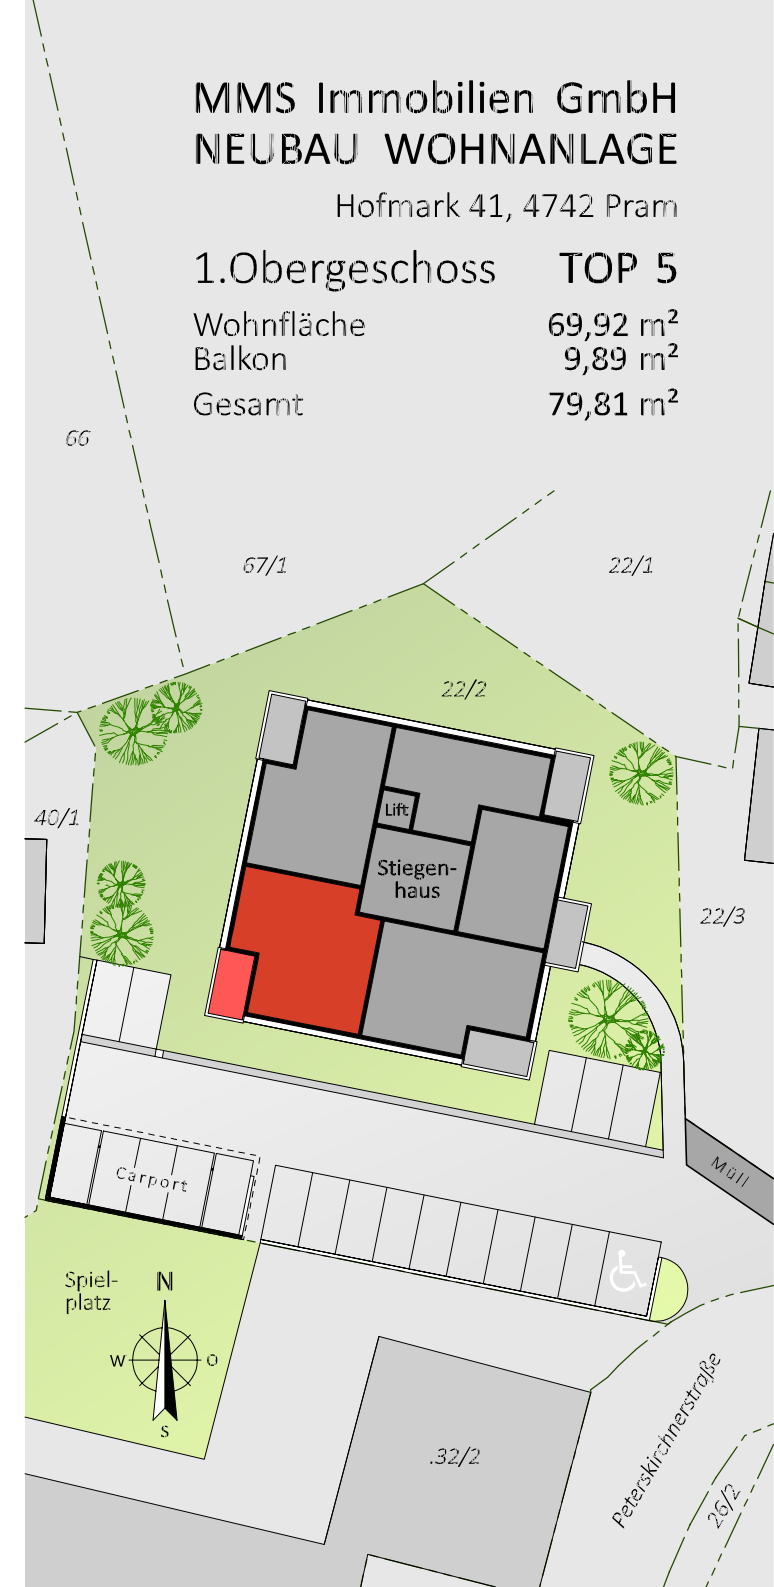 MMS Immobilien GmbH
NEUBAU WOHNANLAGE
Hofmark 41, 4742 Pram
1.Obergeschoss TOP 5
Wohnfläche 69,92 m²
Balkon 9,89 m²
Gesamt 79,81 m²
66
67/1
22/1
22/2
40/1
Lift
Stiegen-
haus
22/3
Müll
Carport
Spiel-
platz
N
W
O
S
Peterskirchnerstraße
.32/2
26/2